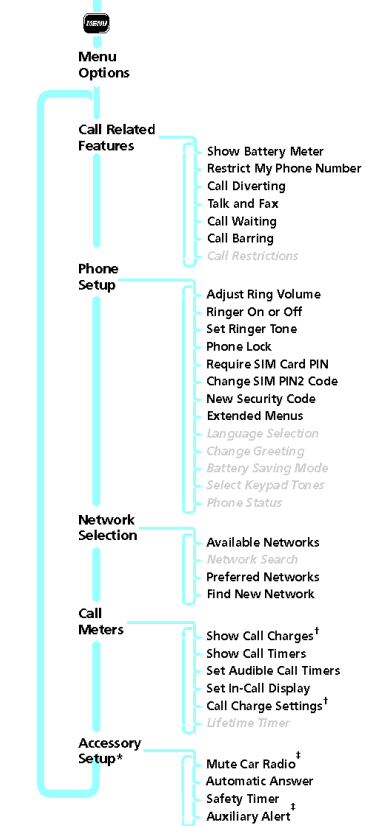 MENU
Menu
Options
Call Related
Features
Show Battery Meter
Restrict My Phone Number
Call Diverting
Talk and Fax
Call Waiting
Call Barring
Call Restrictions
Phone
Setup
Adjust Ring Volume
Ringer On or Off
Set Ringer Tone
Phone Lock
Require SIM Card PIN
Change SIM PIN2 Code
New Security Code
Extended Menus
Language Selection
Change Greeting
Battery Saving Mode
Select Keypad Tones
Phone Status
Network
Selection
Available Networks
Network Search
Preferred Networks
Find New Network
Call
Meters
Show Call Charges†
Show Call Timers
Set Audible Call Timers
Set In-Call Display
Call Charge Settings†
Lifetime Timer
Accessory
Setup*
Mute Car Radio‡
Automatic Answer
Safety Timer
Auxiliary Alert‡